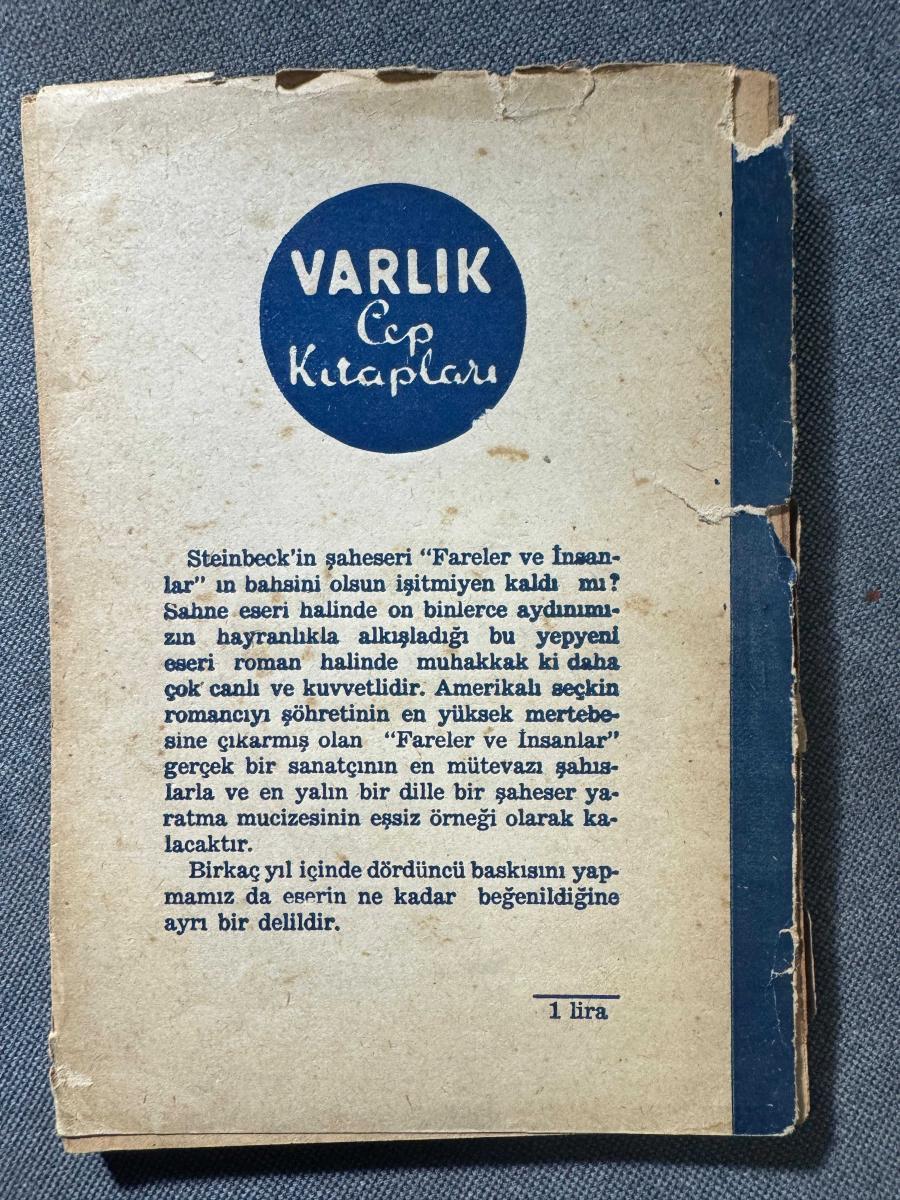 VARLIK
Cep
Kitapları
Steinbeck'in şaheseri "Fareler ve İnsan-
lar" ın bahsini olsun işitmiyen kaldı mı?
Sahne eseri halinde on binlerce aydınımı-
zın hayranlıkla alkışladığı bu yepyeni
eseri roman halinde muhakkak ki daha
çok canlı ve kuvvetlidir. Amerikalı seçkin
romancıyı şöhretinin en yüksek mertebe-
sine çıkarmış olan "Fareler ve İnsanlar"
gerçek bir sanatçının en mütevazı şahıs-
larla ve en yalın bir dille bir şaheser ya-
ratma mucizesinin eşsiz örneği olarak ka-
lacaktır.
Birkaç yıl içinde dördüncü baskısını yap-
mamız da eserin ne kadar beğenildiğine
ayrı bir delildir.
1 lira